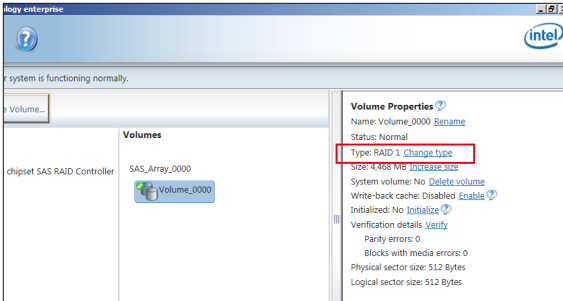 ology enterprise
?
intel
r system is functioning normally.
e Volume...
Volumes
chipset SAS RAID Controller
SAS_Array_0000
Volume_0000
Volume Properties ?
Name: Volume_0000 Rename
Status: Normal
Type: RAID 1 Change type
Size: 4,468 MB Increase size
System volume: No Delete volume
Write-back cache: Disabled Enable ?
Initialized: No Initialize ?
Verification details Verify
Parity errors: 0
Blocks with media errors: 0
Physical sector size: 512 Bytes
Logical sector size: 512 Bytes